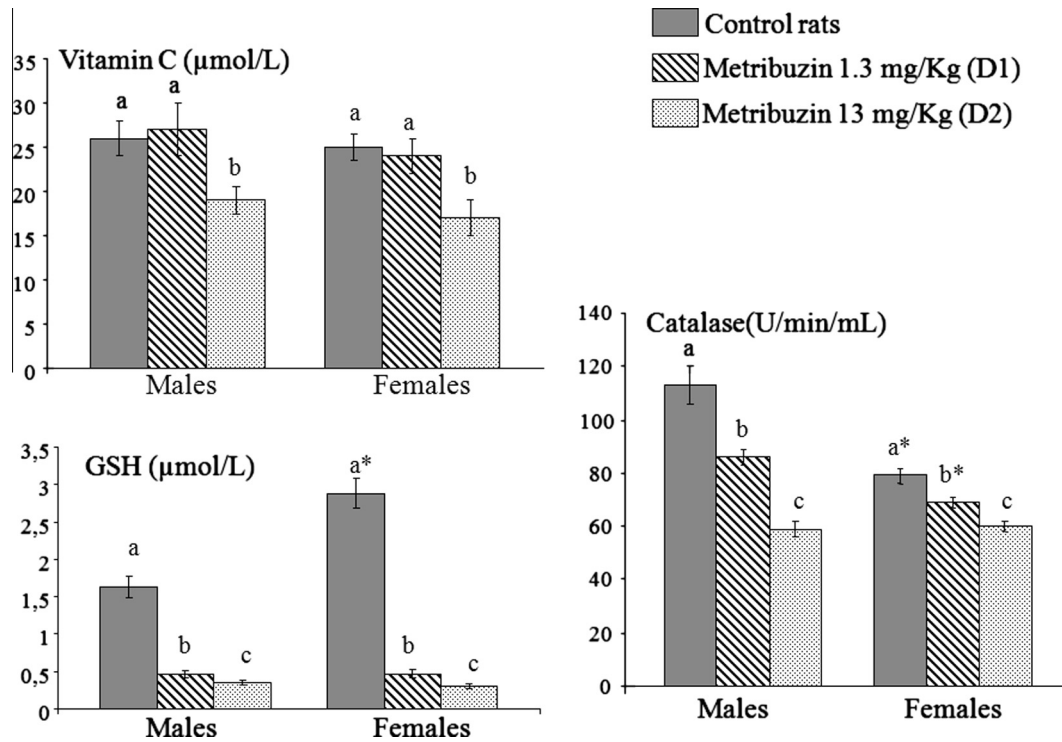 Control rats
Metribuzin 1.3 mg/Kg (D1)
Metribuzin 13 mg/Kg (D2)
Vitamin C (µmol/L)
35
30
25
20
15
10
5
0
a
a
b
a
a
b
Males
Females
GSH (µmol/L)
3,5
3
2,5
2
1,5
1
0,5
0
a
b
c
a*
b
c
Males
Females
Catalase(U/min/mL)
140
120
100
80
60
40
20
0
a
b
c
a*
b*
c
Males
Females